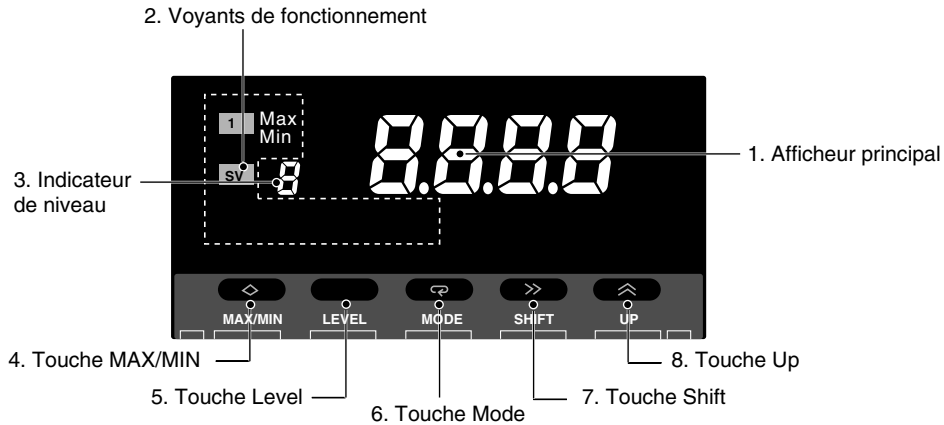 2. Voyants de fonctionnement
1 Max
Min
8.8.8.8
1. Afficheur principal
SV 8
3. Indicateur
de niveau
MAX/MIN LEVEL MODE SHIFT UP
4. Touche MAX/MIN
8. Touche Up
5. Touche Level
7. Touche Shift
6. Touche Mode